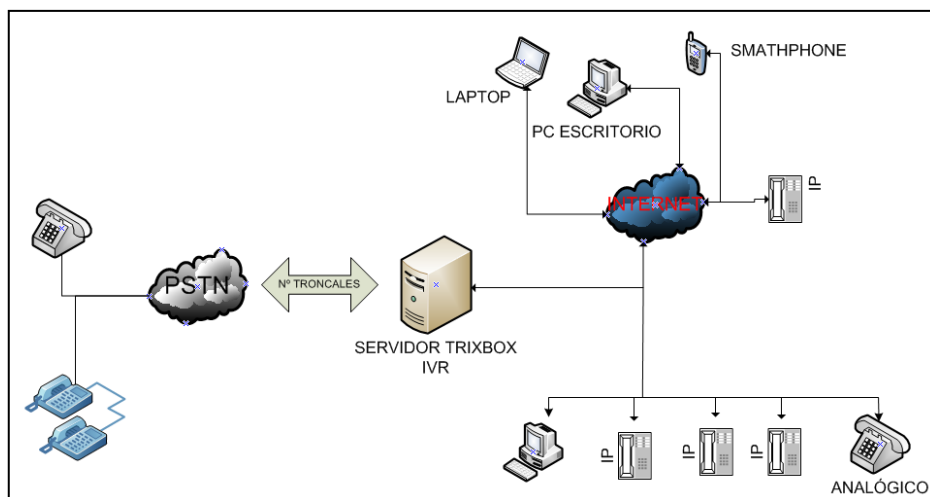 SMATHPHONE
LAPTOP
PC ESCRITORIO
IP
INTERNET
PSTN
Nº TRONCALES
SERVIDOR TRIXBOX
IVR
IP
IP
IP
ANALÓGICO